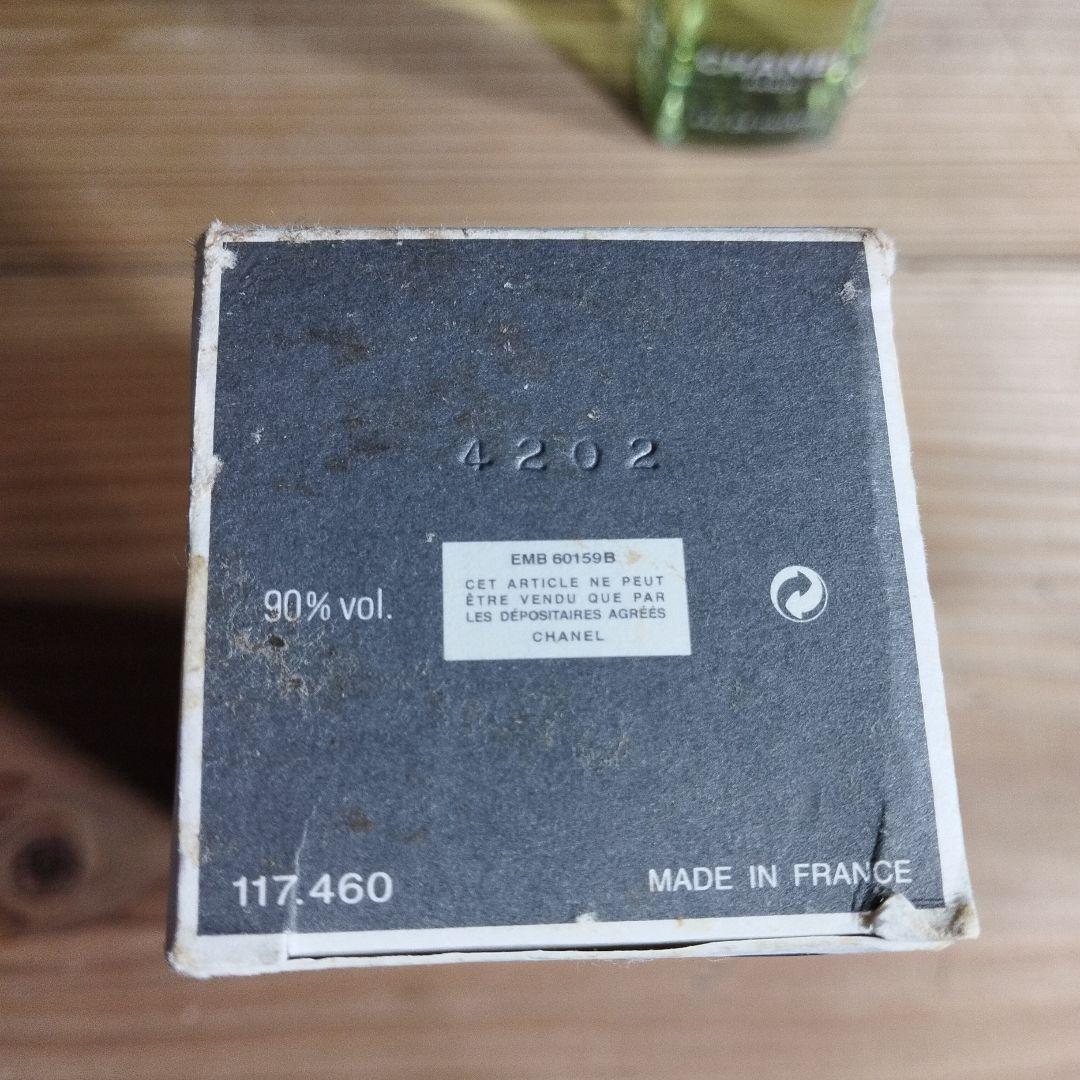 CHANEL
4202
EMB 60159B
CET ARTICLE NE PEUT
ÊTRE VENDU QUE PAR
LES DÉPOSITAIRES AGRÉÉS
CHANEL
90% vol.
117.460
MADE IN FRANCE